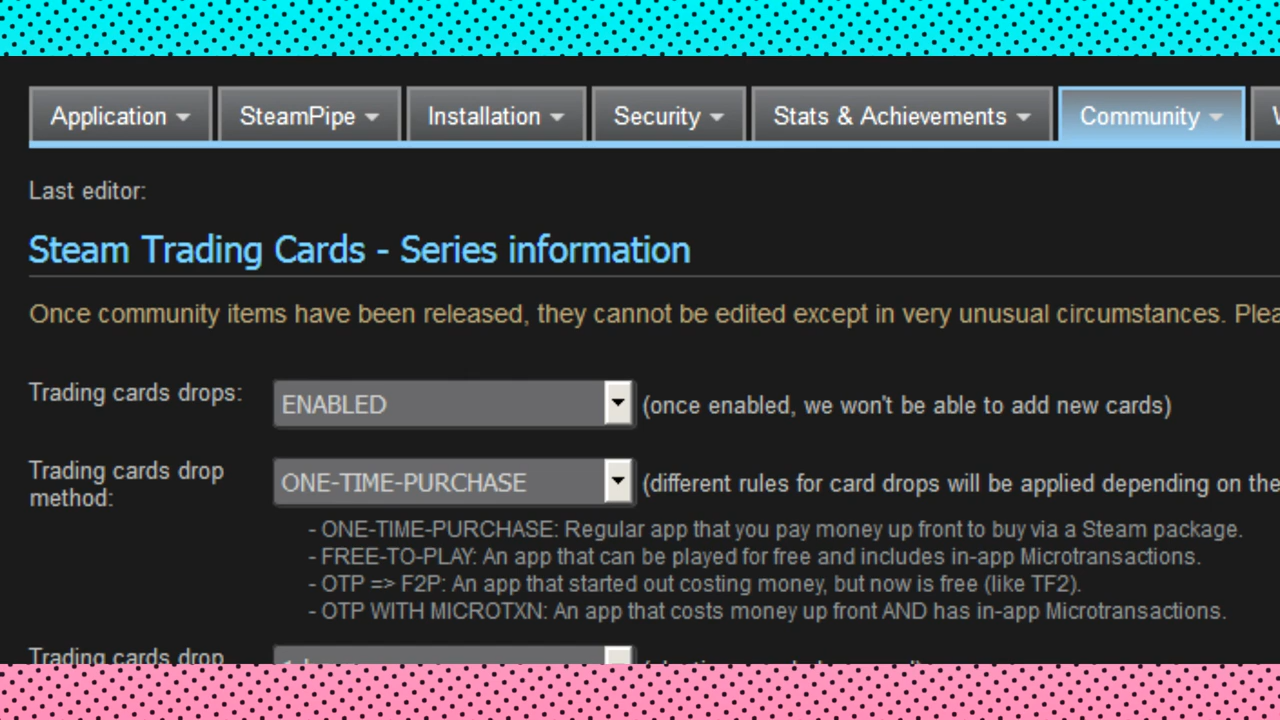 Application SteamPipe Installation Security Stats & Achievements Community
Last editor:
Steam Trading Cards - Series information
Once community items have been released, they cannot be edited except in very unusual circumstances.
Trading cards drops: ENABLED (once enabled, we won't be able to add new cards)
Trading cards drop
method: ONE-TIME-PURCHASE (different rules for card drops will be applied depending on the
- ONE-TIME-PURCHASE: Regular app that you pay money up front to buy via a Steam package.
- FREE-TO-PLAY: An app that can be played for free and includes in-app Microtransactions.
- OTP => F2P: An app that started out costing money, but now is free (like TF2).
- OTP WITH MICROTXN: An app that costs money up front AND has in-app Microtransactions.
Trading cards drop